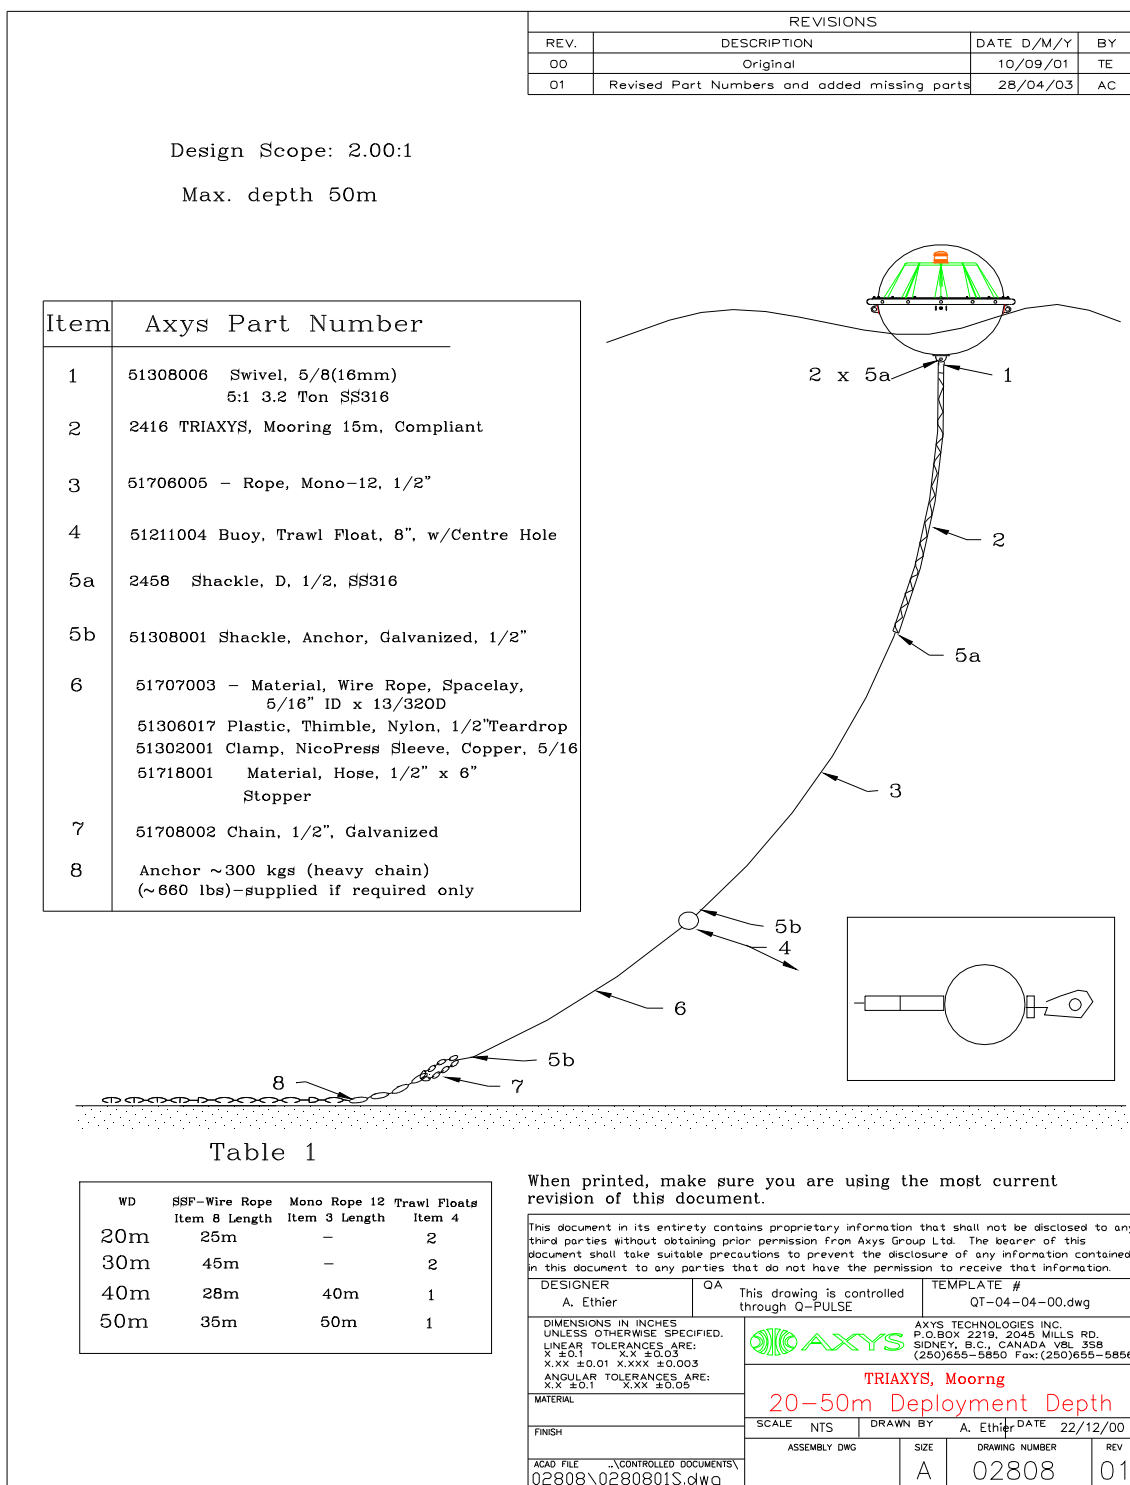 REVISIONS
REV. DESCRIPTION DATE D/M/Y BY
00 Original 10/09/01 TE
01 Revised Part Numbers and added missing parts 28/04/03 AC
Design Scope: 2.00:1
Max. depth 50m
Item Axys Part Number
1 51308006 Swivel, 5/8(16mm)
5:1 3.2 Ton SS316
2 2416 TRIAXYS, Mooring 15m, Compliant
3 51706005 – Rope, Mono-12, 1/2"
4 51211004 Buoy, Trawl Float, 8", w/Centre Hole
5a 2458 Shackle, D, 1/2, SS316
5b 51308001 Shackle, Anchor, Galvanized, 1/2"
6 51707003 – Material, Wire Rope, Spacelay,
5/16" ID x 13/32OD
51306017 Plastic, Thimble, Nylon, 1/2"Teardrop
51302001 Clamp, NicoPress Sleeve, Copper, 5/16
51718001 Material, Hose, 1/2" x 6"
Stopper
7 51708002 Chain, 1/2", Galvanized
8 Anchor ~300 kgs (heavy chain)
(~660 lbs)-supplied if required only
2 x 5a
1
2
5a
3
5b
4
6
5b
7
8
Table 1
WD SSF-Wire Rope Mono Rope 12 Trawl Floats
Item 8 Length Item 3 Length Item 4
20m 25m – 2
30m 45m – 2
40m 28m 40m 1
50m 35m 50m 1
When printed, make sure you are using the most current
revision of this document.
This document in its entirety contains proprietary information that shall not be disclosed to any
third parties without obtaining prior permission from Axys Group Ltd. The bearer of this
document shall take suitable precautions to prevent the disclosure of any information contained
in this document to any parties that do not have the permission to receive that information.
DESIGNER
A. Ethier
QA
This drawing is controlled
through Q-PULSE
TEMPLATE #
QT-04-04-00.dwg
DIMENSIONS IN INCHES
UNLESS OTHERWISE SPECIFIED.
LINEAR TOLERANCES ARE:
X ±0.1 X.X ±0.03
X.XX ±0.01 X.XXX ±0.003
ANGULAR TOLERANCES ARE:
X.X ±0.1 X.XX ±0.05
AXYS
AXYS TECHNOLOGIES INC.
P.O.BOX 2219, 2045 MILLS RD.
SIDNEY, B.C., CANADA V8L 3S8
(250)655-5850 Fax:(250)655-5856
MATERIAL
TRIAXYS, Moorng
20-50m Deployment Depth
FINISH
SCALE NTS DRAWN BY A. Ethier DATE 22/12/00
ASSEMBLY DWG SIZE DRAWING NUMBER REV
A 02808 01
ACAD FILE ..\CONTROLLED DOCUMENTS\
02808\0280801S.dwg